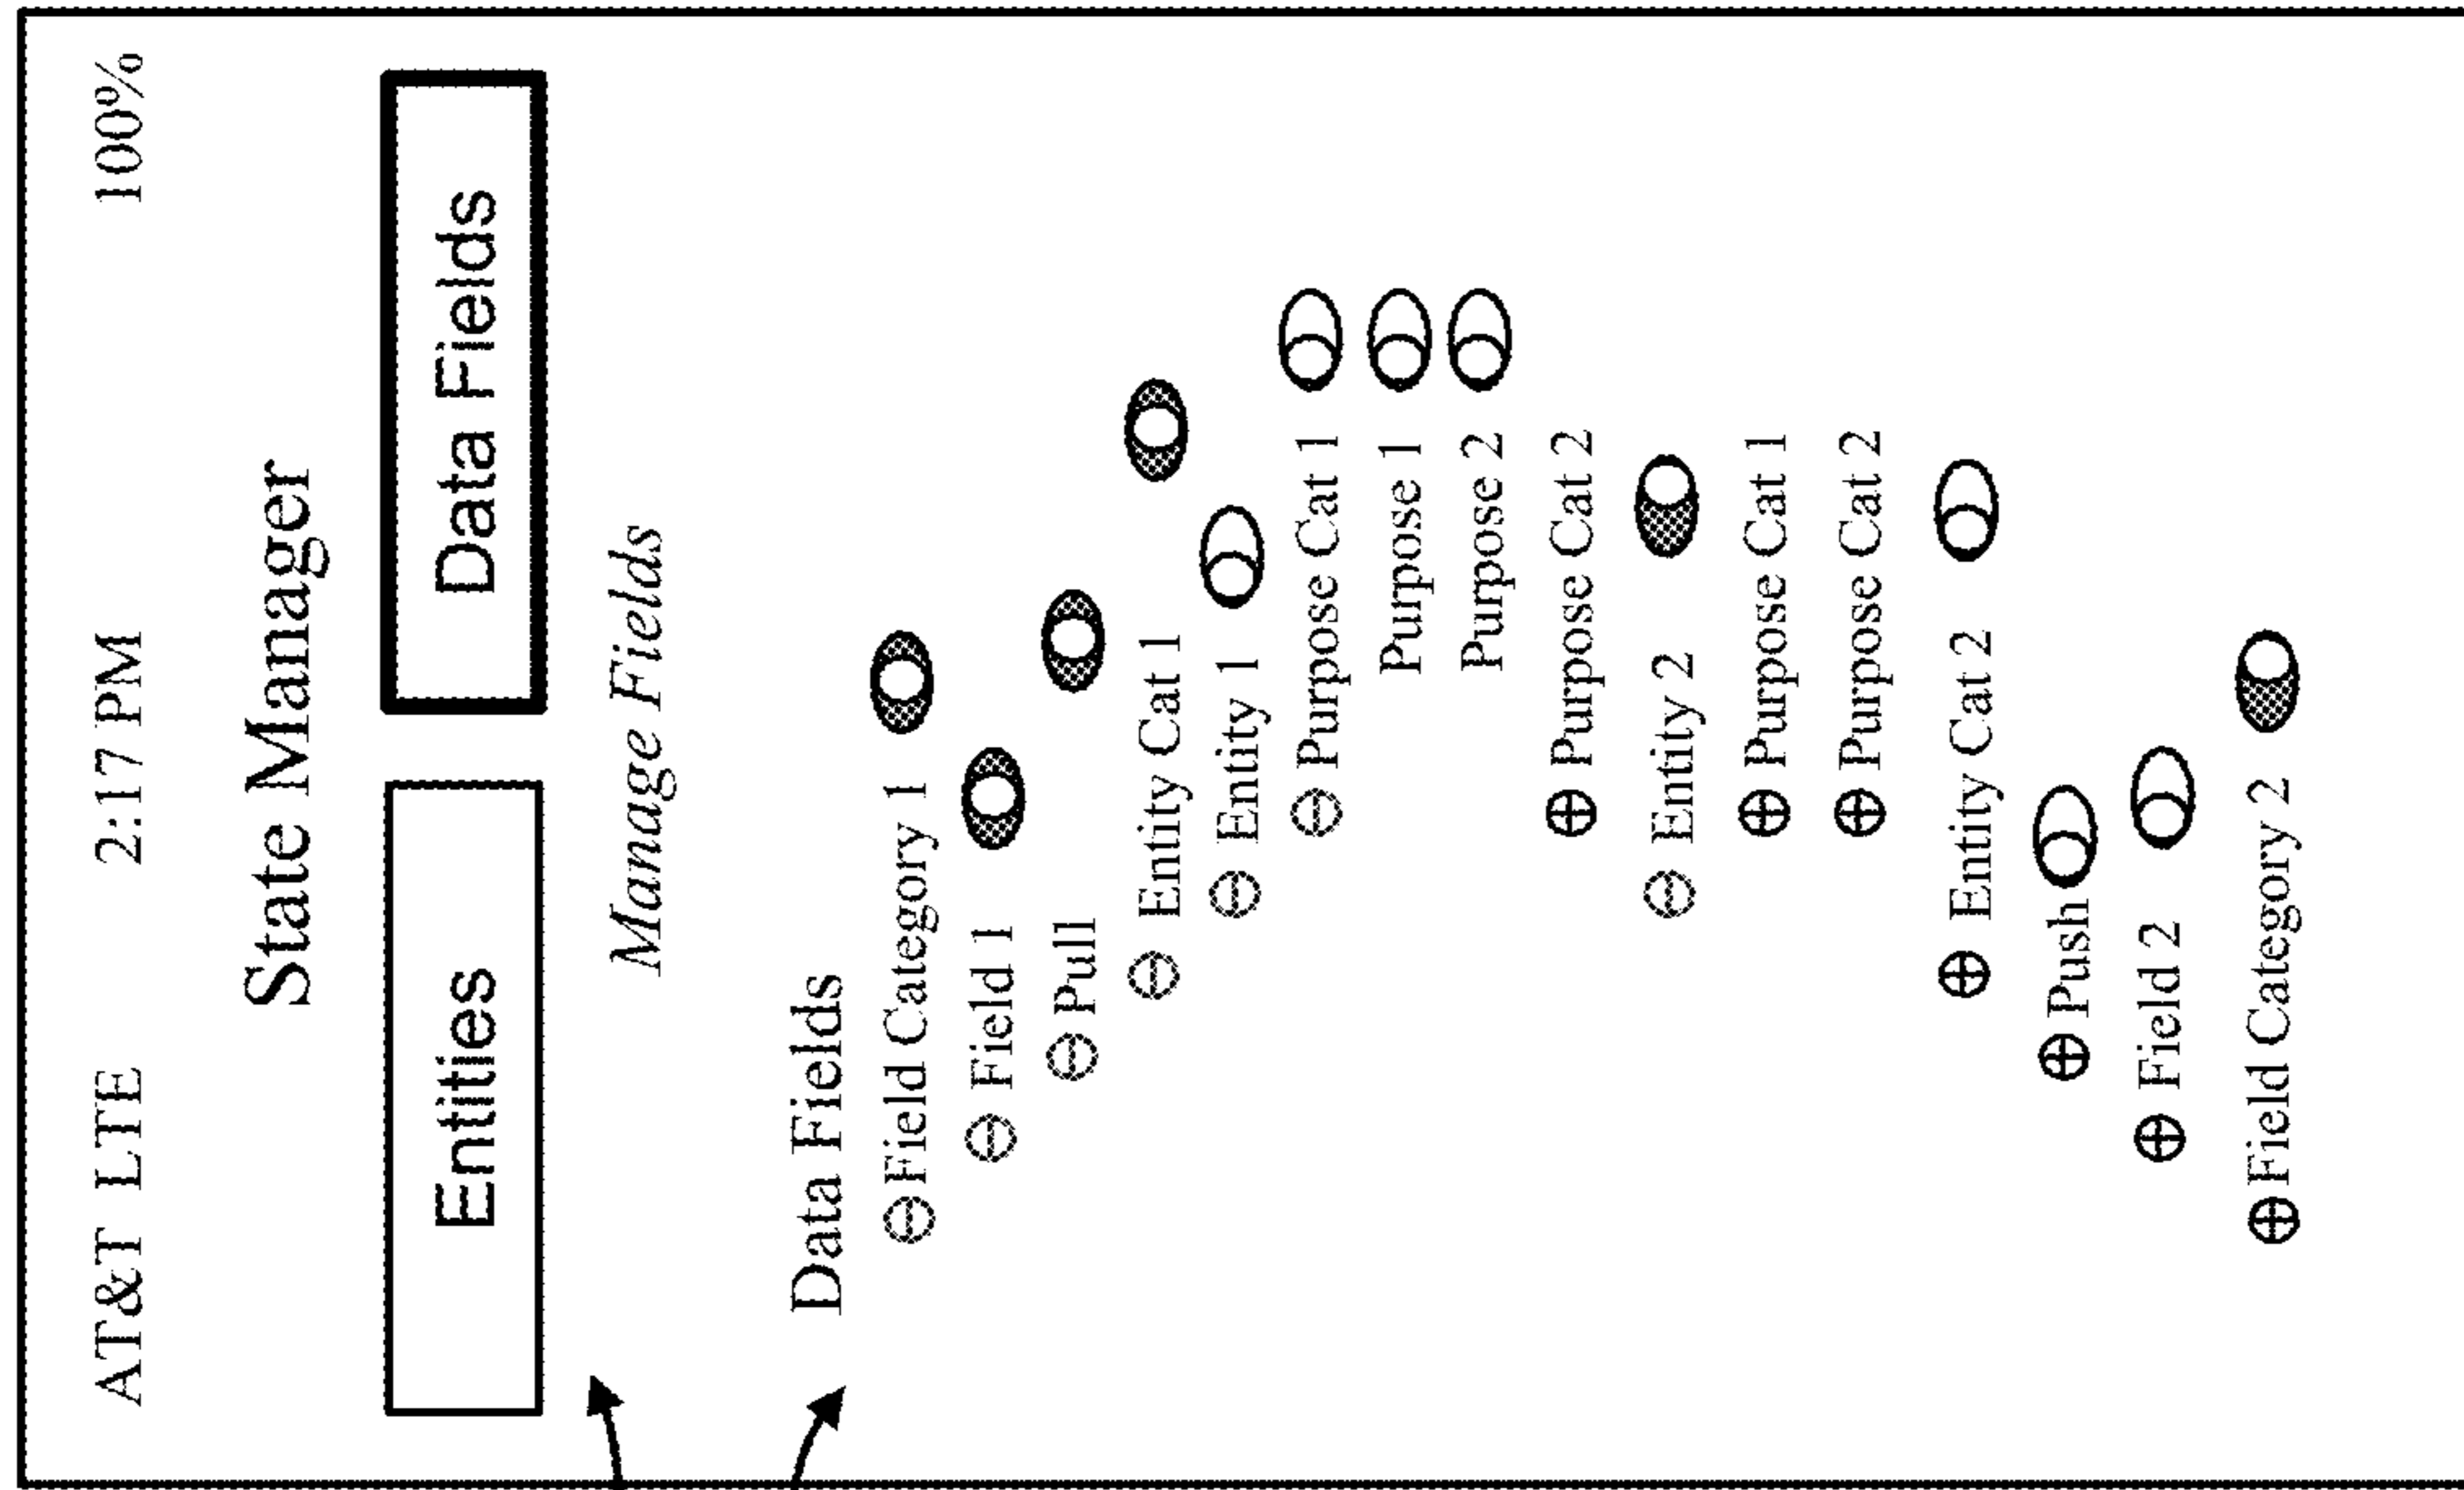 AT&T LTE 2:17 PM 100%
State Manager
Entities Data Fields
Manage Fields
Data Fields
Field Category 1
Field 1
Pull
Entity Cat 1
Entity 1
Purpose Cat 1
Purpose 1
Purpose 2
Purpose Cat 2
Entity 2
Purpose Cat 1
Purpose Cat 2
Entity Cat 2
Push
Field 2
Field Category 2